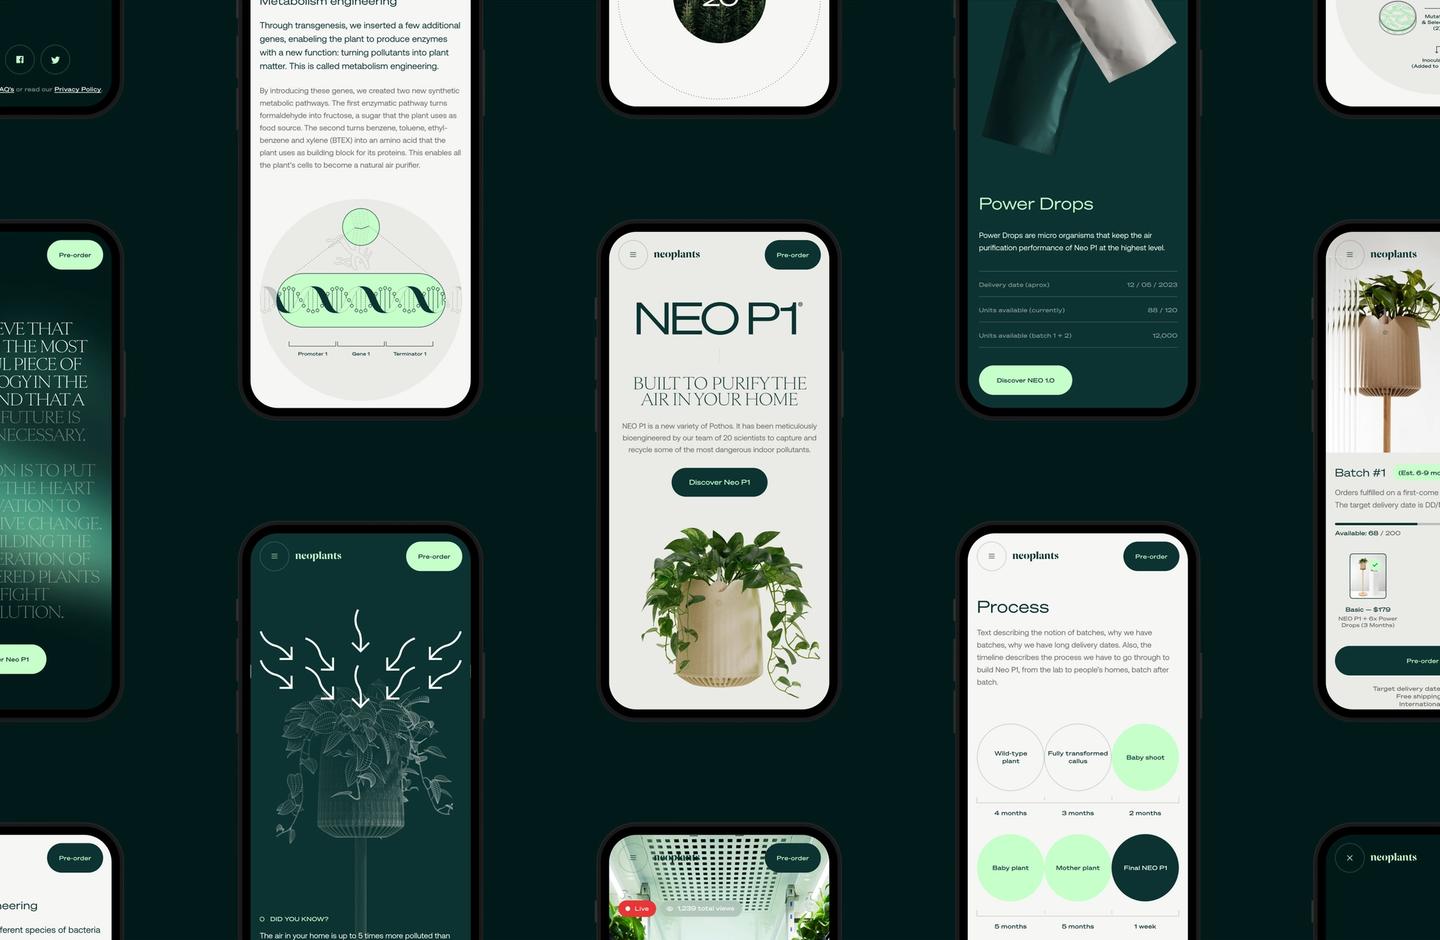 AQ's or read our Privacy Policy.
Pre-order
EVE THAT
THE MOST
UL PIECE OF
OGY IN THE
ND THAT A
FUTURE IS
NECESSARY.
ON IS TO PUT
THE HEART
VATION TO
IVE CHANGE.
ILDING THE
ERATION OF
ERED PLANTS
FIGHT
LUTION.
r Neo P1
Pre-order
neering
ferent species of bacteria
Metabolism engineering
Through transgenesis, we inserted a few additional
genes, enabeling the plant to produce enzymes
with a new function: turning pollutants into plant
matter. This is called metabolism engineering.
By introducing these genes, we created two new synthetic
metabolic pathways. The first enzymatic pathway turns
formaldehyde into fructose, a sugar that the plant uses as
food source. The second turns benzene, toluene, ethyl-
benzene and xylene (BTEX) into an amino acid that the
plant uses as building block for its proteins. This enables all
the plant's cells to become a natural air purifier.
Promoter 1 Gene 1 Terminator 1
neoplants Pre-order
DID YOU KNOW?
The air in your home is up to 5 times more polluted than
20
neoplants Pre-order
NEO P1®
BUILT TO PURIFY THE
AIR IN YOUR HOME
NEO P1 is a new variety of Pothos. It has been meticulously
bioengineered by our team of 20 scientists to capture and
recycle some of the most dangerous indoor pollutants.
Discover Neo P1
neoplants Pre-order
Live 1,239 total views
Power Drops
Power Drops are micro organisms that keep the air
purification performance of Neo P1 at the highest level.
Delivery date (aprox) 12 / 05 / 2023
Units available (currently) 88 / 120
Units available (batch 1 + 2) 12,000
Discover NEO 1.0
neoplants Pre-order
Process
Text describing the notion of batches, why we have
batches, why we have long delivery dates. Also, the
timeline describes the process we have to go through to
build Neo P1, from the lab to people's homes, batch after
batch.
Wild-type
plant
Fully transformed
callus
Baby shoot
4 months 3 months 2 months
Baby plant Mother plant Final NEO P1
5 months 5 months 1 week
Mutat
& Selec
(2)
Inocula
(Added to
neoplants
Batch #1 (Est. 6-9 mo
Orders fulfilled on a first-come
The target delivery date is DD/
Available: 68 / 200
Basic — $179
NEO P1 + 6x Power
Drops (3 Months)
Pre-order
Target delivery date
Free shipping
Internationa
neoplants